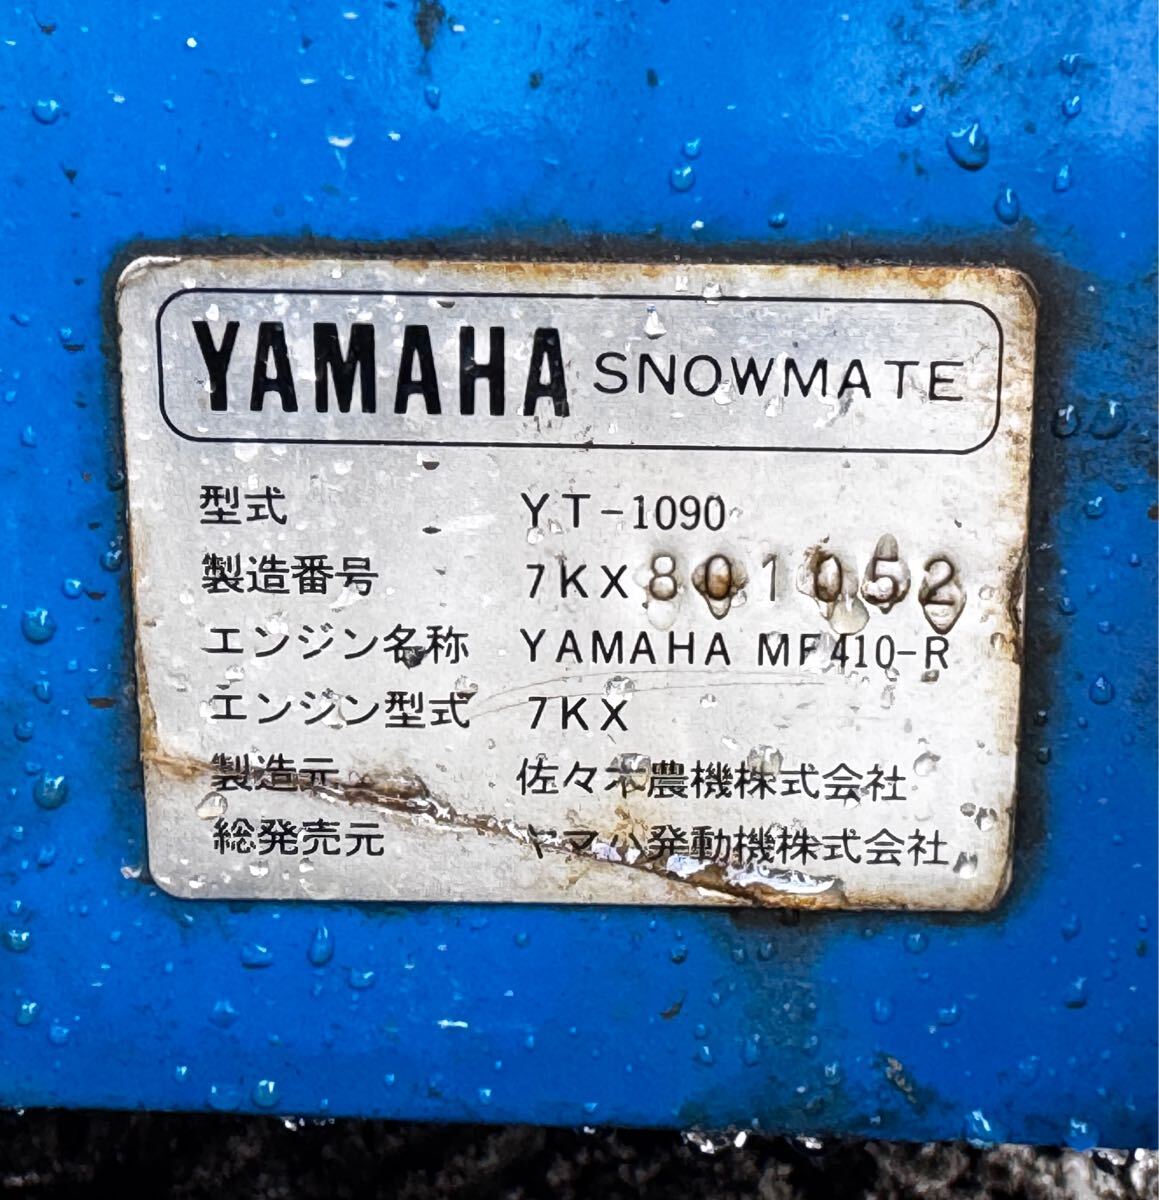 YAMAHA SNOWMATE
型式 YT-1090
製造番号 7KX801052
エンジン名称 YAMAHA MF410-R
エンジン型式 7KX
製造元 佐々木農機株式会社
総発売元 ヤマハ発動機株式会社